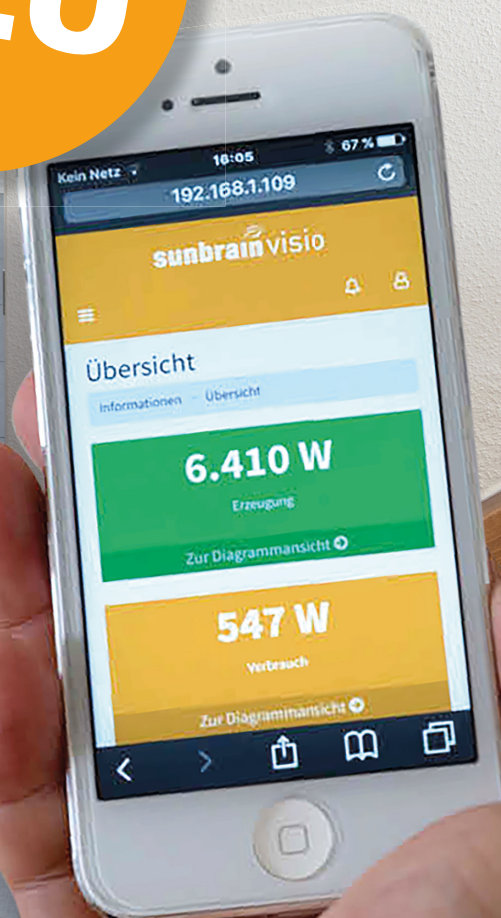 Kein Netz
16:05
67 %
192.168.1.109
sunbrain visio
Übersicht
Informationen Übersicht
6.410 W
Erzeugung
Zur Diagrammansicht
547 W
Verbrauch
Zur Diagrammansicht